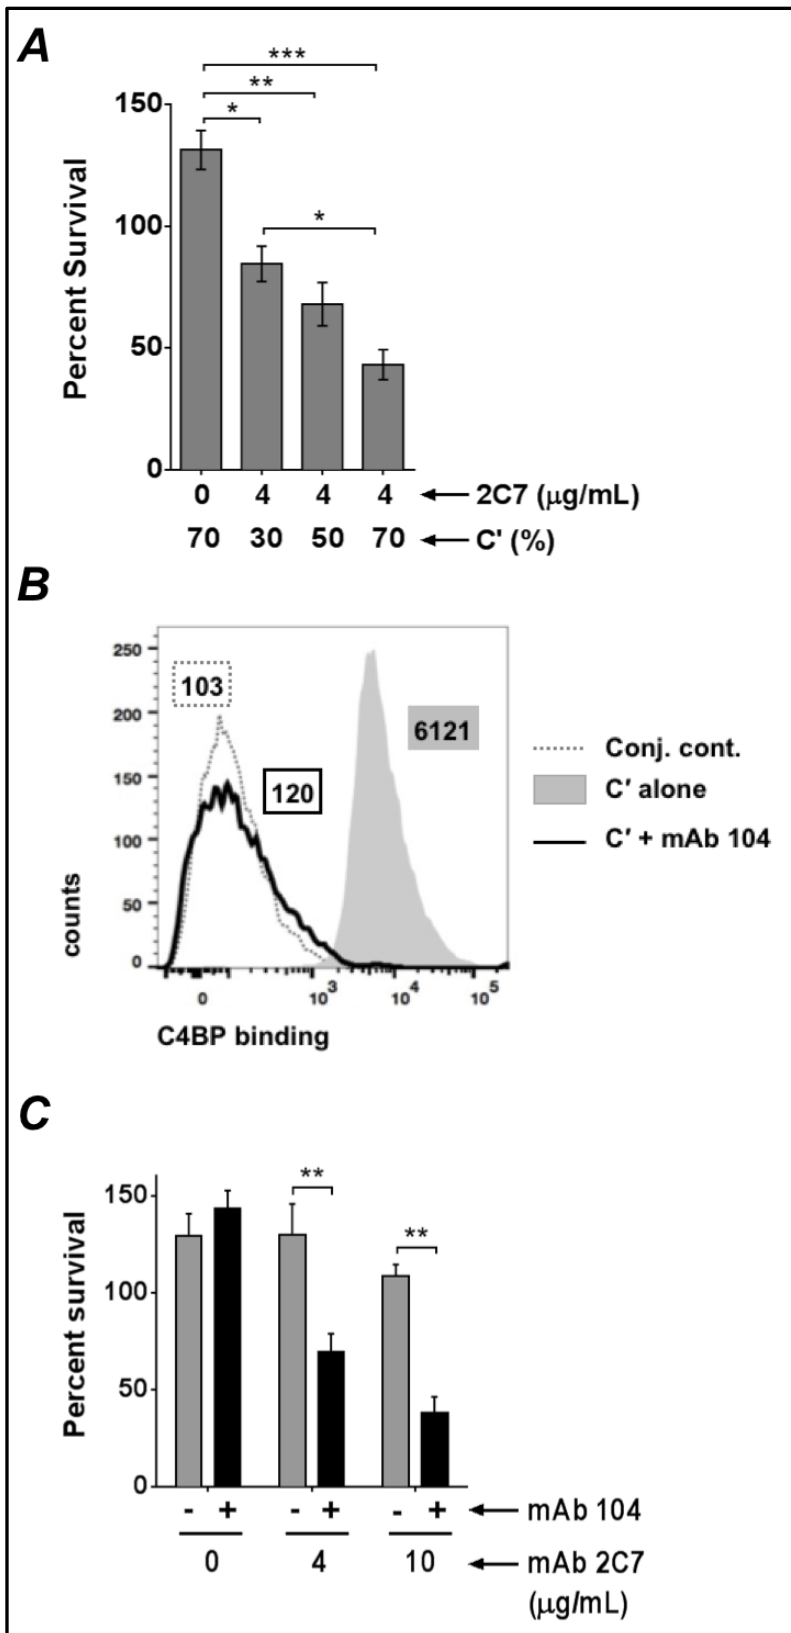 A
***
**
*
*
150
100
50
0
Percent Survival
0 4 4 4 2C7 (μg/mL)
70 30 50 70 C' (%)
B
250
200
150
100
50
0
counts
103
120
6121
Conj. cont.
C′ alone
C′ + mAb 104
0 10³ 10⁴ 10⁵
C4BP binding
C
**
**
150
100
50
0
Percent survival
- + - + - + mAb 104
0 4 10 mAb 2C7
(μg/mL)